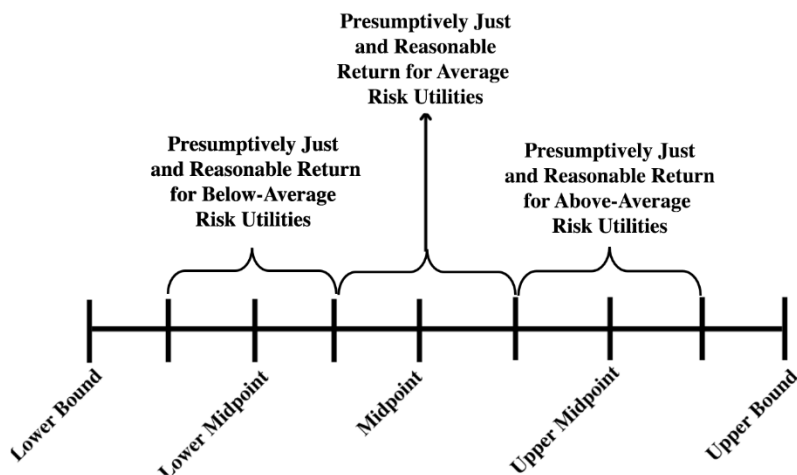 Presumptively Just
and Reasonable
Return for Average
Risk Utilities
Presumptively Just
and Reasonable Return
for Below-Average
Risk Utilities
Presumptively Just
and Reasonable Return
for Above-Average
Risk Utilities
Lower Bound
Lower Midpoint
Midpoint
Upper Midpoint
Upper Bound